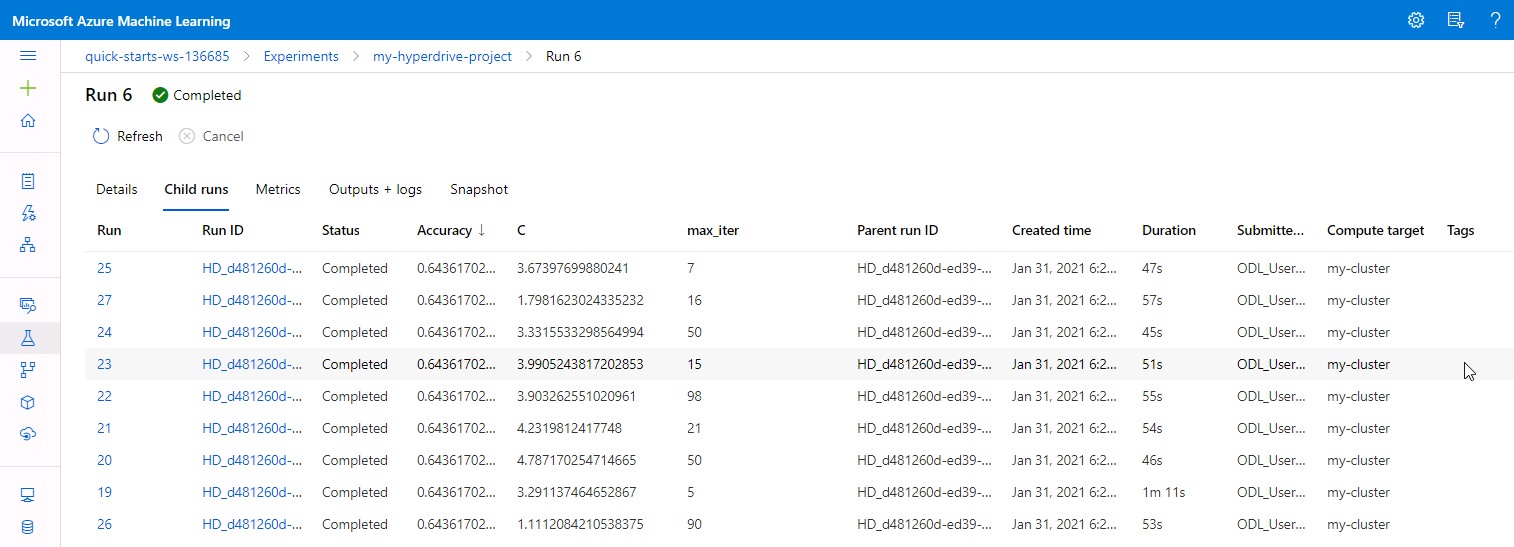 Microsoft Azure Machine Learning
quick-starts-ws-136685 > Experiments > my-hyperdrive-project > Run 6
Run 6 Completed
Refresh Cancel
Details Child runs Metrics Outputs + logs Snapshot
Run Run ID Status Accuracy ↓ C max_iter Parent run ID Created time Duration Submitte... Compute target Tags
25 HD_d481260d-... Completed 0.64361702... 3.67397699880241 7 HD_d481260d-ed39-... Jan 31, 2021 6:2... 47s ODL_User... my-cluster
27 HD_d481260d-... Completed 0.64361702... 1.7981623024335232 16 HD_d481260d-ed39-... Jan 31, 2021 6:2... 57s ODL_User... my-cluster
24 HD_d481260d-... Completed 0.64361702... 3.3315533298564994 50 HD_d481260d-ed39-... Jan 31, 2021 6:2... 45s ODL_User... my-cluster
23 HD_d481260d-... Completed 0.64361702... 3.9905243817202853 15 HD_d481260d-ed39-... Jan 31, 2021 6:2... 51s ODL_User... my-cluster
22 HD_d481260d-... Completed 0.64361702... 3.903262551020961 98 HD_d481260d-ed39-... Jan 31, 2021 6:2... 55s ODL_User... my-cluster
21 HD_d481260d-... Completed 0.64361702... 4.2319812417748 21 HD_d481260d-ed39-... Jan 31, 2021 6:2... 54s ODL_User... my-cluster
20 HD_d481260d-... Completed 0.64361702... 4.787170254714665 50 HD_d481260d-ed39-... Jan 31, 2021 6:2... 46s ODL_User... my-cluster
19 HD_d481260d-... Completed 0.64361702... 3.291137464652867 5 HD_d481260d-ed39-... Jan 31, 2021 6:2... 1m 11s ODL_User... my-cluster
26 HD_d481260d-... Completed 0.64361702... 1.1112084210538375 90 HD_d481260d-ed39-... Jan 31, 2021 6:2... 53s ODL_User... my-cluster